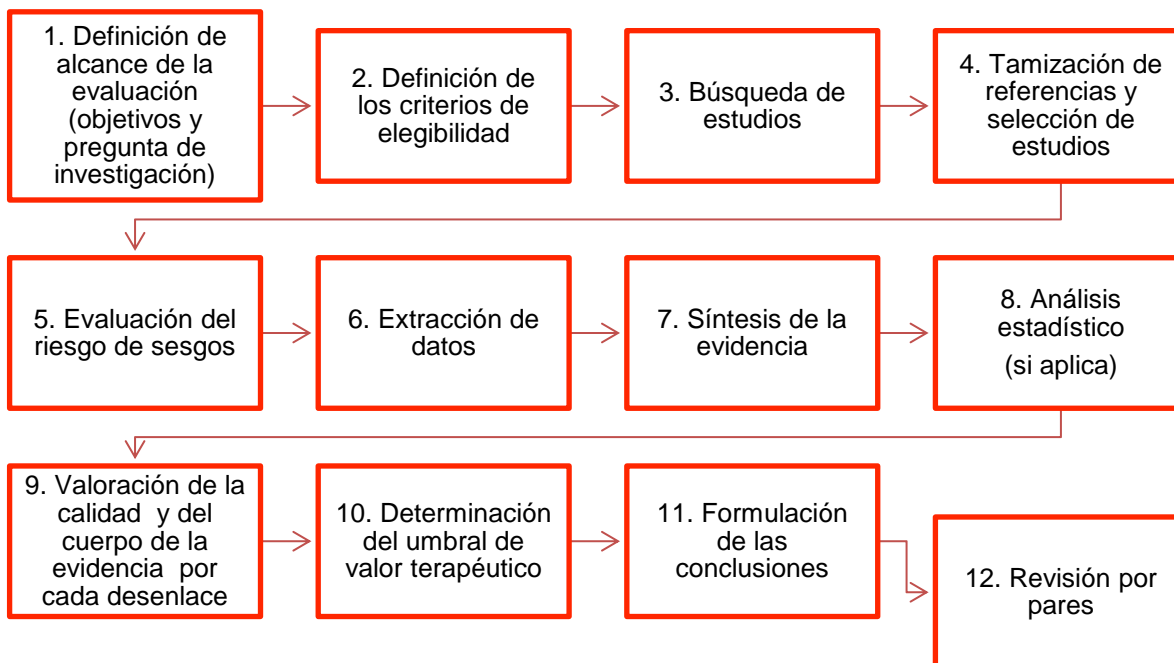 1. Definición de
alcance de la
evaluación
(objetivos y
pregunta de
investigación)
2. Definición de
los criterios de
elegibilidad
3. Búsqueda de
estudios
4. Tamización de
referencias y
selección de
estudios
5. Evaluación del
riesgo de sesgos
6. Extracción de
datos
7. Síntesis de la
evidencia
8. Análisis
estadístico
(si aplica)
9. Valoración de la
calidad y del
cuerpo de la
evidencia por
cada desenlace
10. Determinación
del umbral de
valor terapéutico
11. Formulación
de las
conclusiones
12. Revisión por
pares